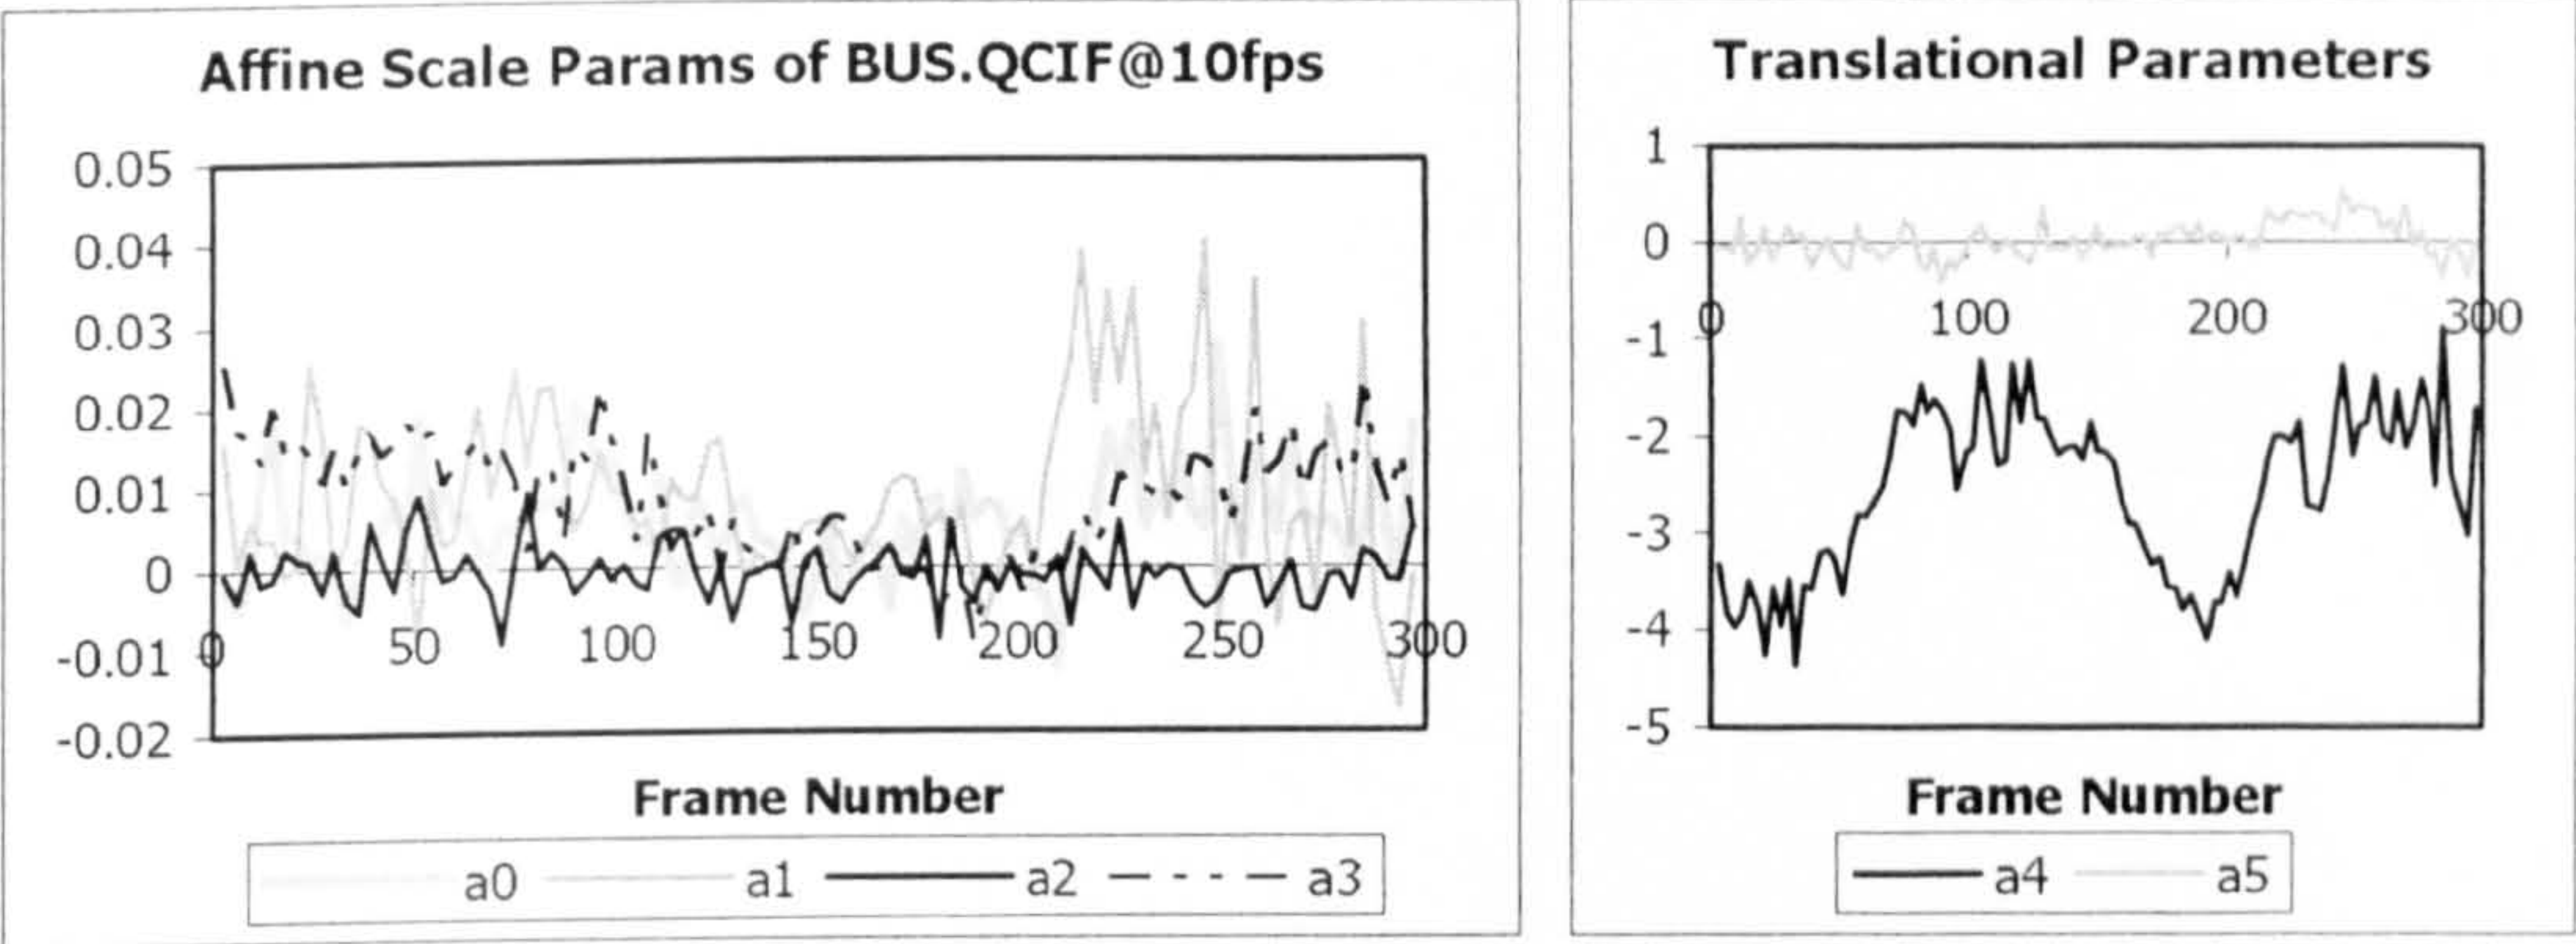 Affine Scale Params of BUS.QCIF@10fps
0.05
0.04
0.03
0.02
0.01
0
-0.01
-0.02
0 50 100 150 200 250 300
Frame Number
a0 a1 a2 a3
Translational Parameters
1
0
-1
-2
-3
-4
-5
0 100 200 300
Frame Number
a4 a5